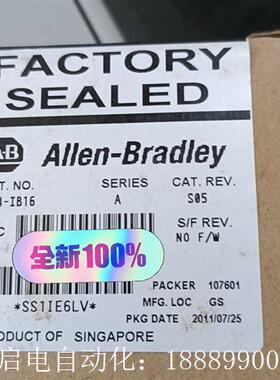 FACTORY
SEALED
AB Allen-Bradley
T. NO. SERIES CAT. REV.
-IB16 A S05
S/F REV.
NO F/W
C
全新100%
*SS1IE6LV*
PACKER 107601
MFG. LOC GS
PKG DATE 2011/07/25
ODUCT OF SINGAPORE
启电自动化：18889900